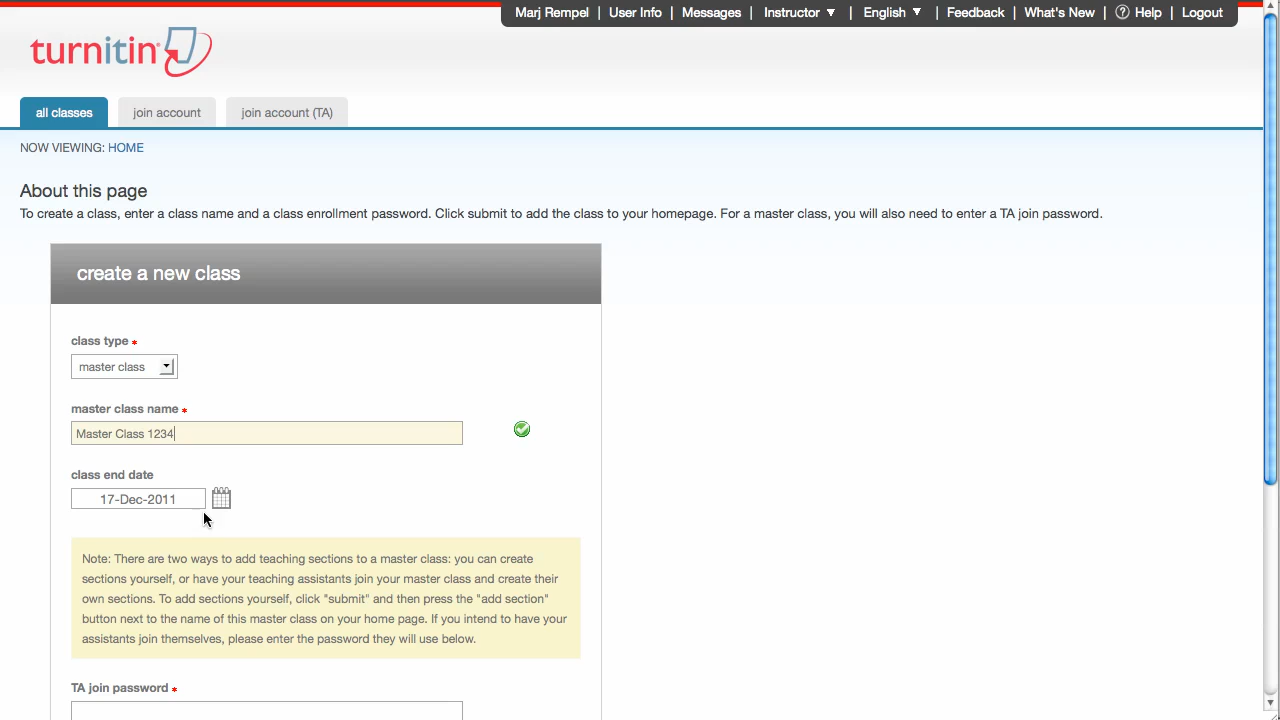 Marj Rempel | User Info | Messages | Instructor ▼ | English ▼ | Feedback | What's New | ? Help | Logout
turnitin
all classes join account join account (TA)
NOW VIEWING: HOME
About this page
To create a class, enter a class name and a class enrollment password. Click submit to add the class to your homepage. For a master class, you will also need to enter a TA join password.
create a new class
class type *
master class
master class name *
Master Class 1234
class end date
17-Dec-2011
Note: There are two ways to add teaching sections to a master class: you can create
sections yourself, or have your teaching assistants join your master class and create their
own sections. To add sections yourself, click "submit" and then press the "add section"
button next to the name of this master class on your home page. If you intend to have your
assistants join themselves, please enter the password they will use below.
TA join password *